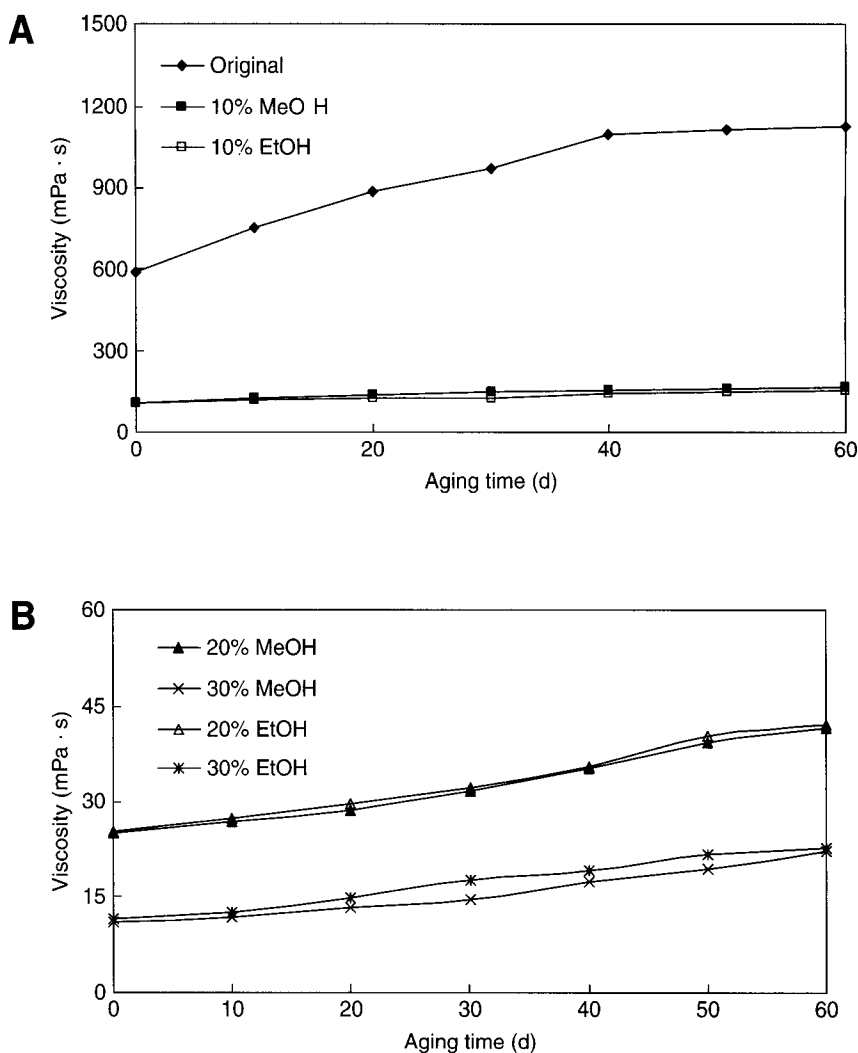 A
1500
1200
900
600
300
0
Viscosity (mPa · s)
Original
10% MeO H
10% EtOH
0 20 40 60
Aging time (d)
B
60
45
30
15
0
Viscosity (mPa · s)
20% MeOH
30% MeOH
20% EtOH
30% EtOH
0 10 20 30 40 50 60
Aging time (d)